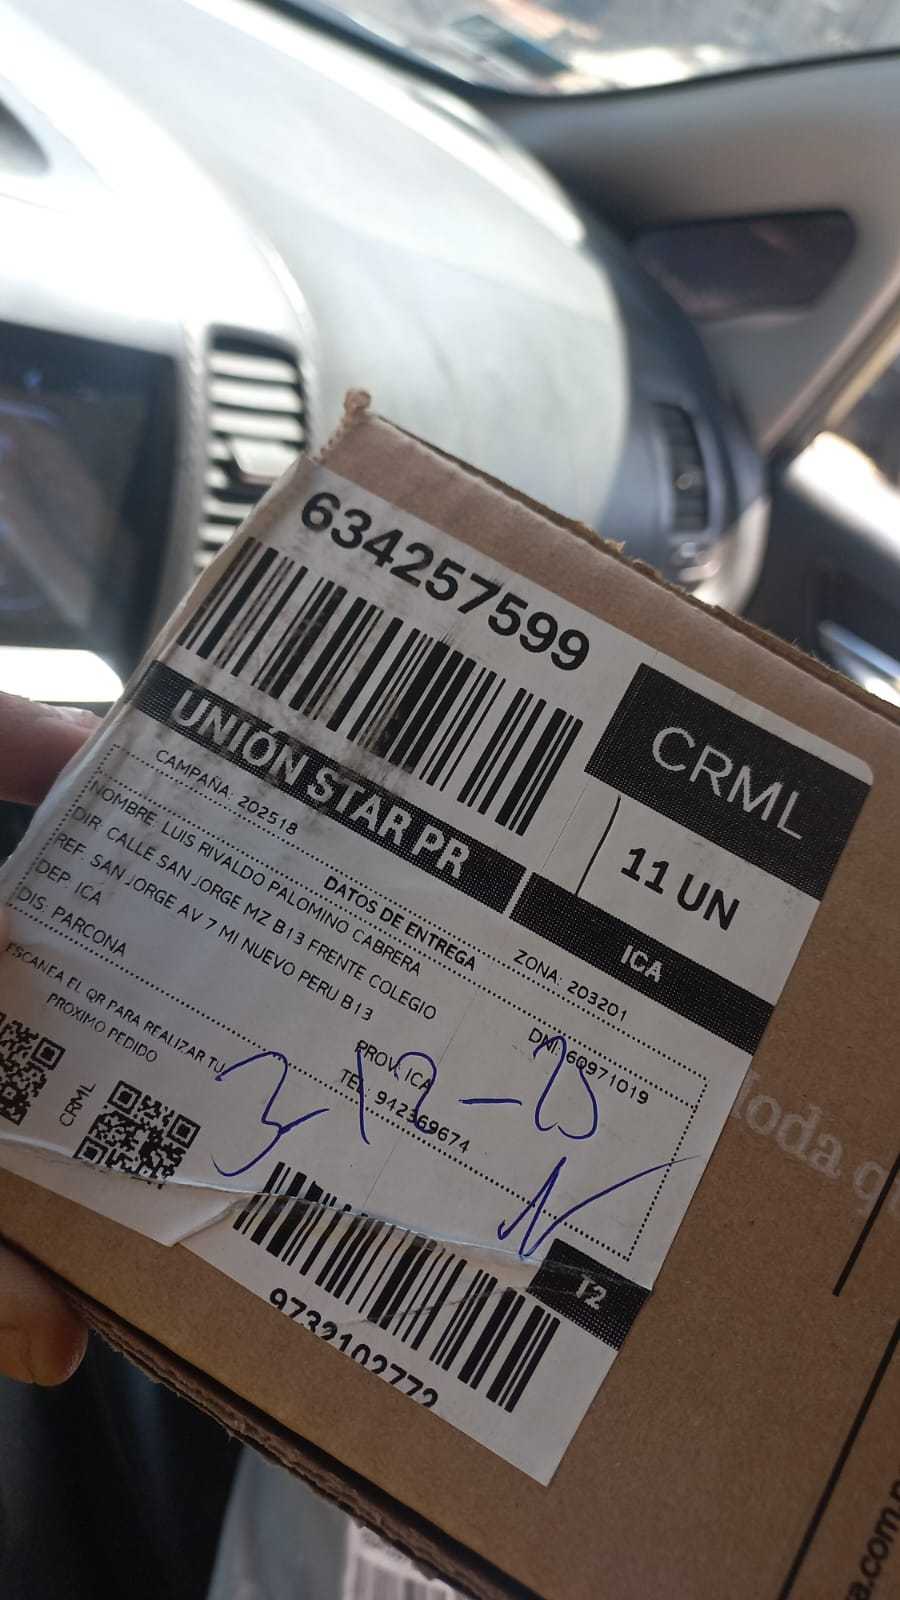 634257599
CRML
11 UN
UNIÓN STAR PR
ICA
CAMPAÑA: 202518
DATOS DE ENTREGA
ZONA: 203201
NOMBRE: LUIS RIVALDO PALOMINO CABRERA
DNI: 60971019
DIR: CALLE SAN JORGE MZ B13 FRENTE COLEGIO
REF: SAN JORGE AV 7 MI NUEVO PERU B13
DEP. ICA
PROV. ICA
DIS. PARCONA
TEL: 942369674
ESCANEA EL QR PARA REALIZAR TU
PROXIMO PEDIDO
CRML
3 12-25
T2
9732102772